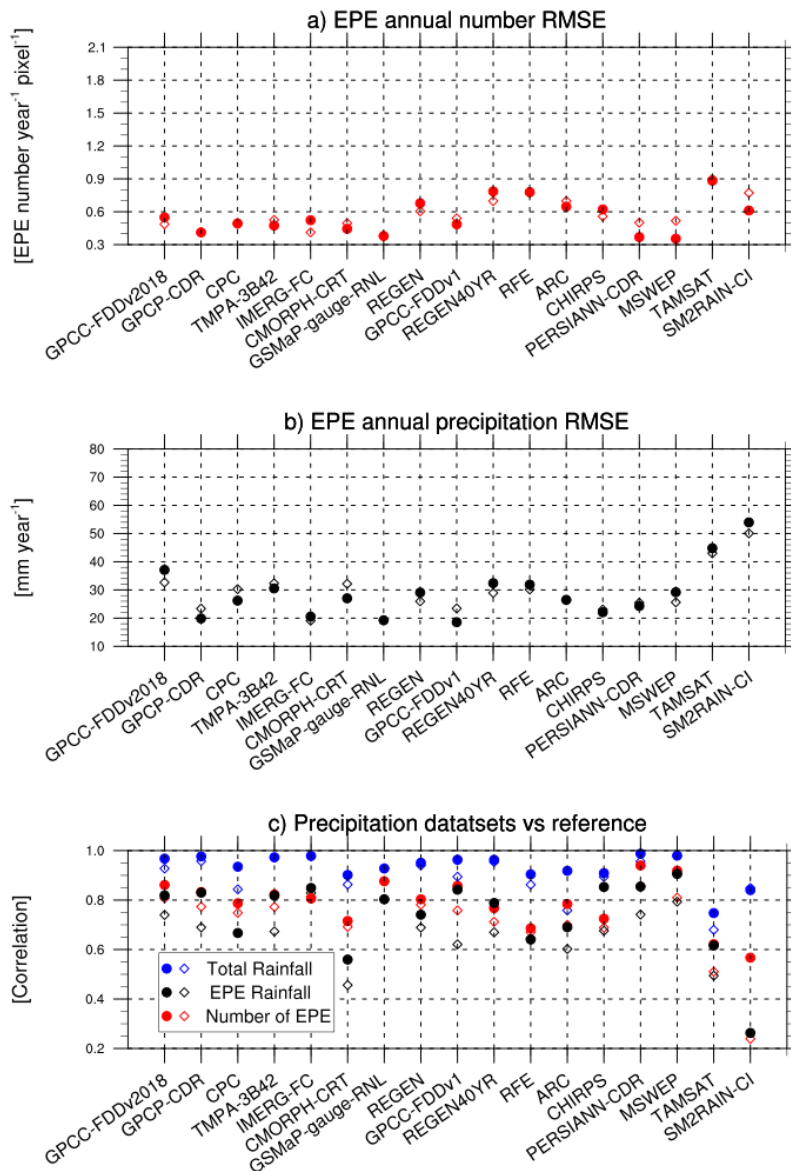 a) EPE annual number RMSE
[EPE number year-1 pixel-1]
2.1
1.8
1.5
1.2
0.9
0.6
0.3
GPCC-FDDv2018
GPCP-CDR
CPC
TMPA-3B42
IMERG-FC
CMORPH-CRT
GSMaP-gauge-RNL
REGEN
GPCC-FDDv1
REGEN40YR
RFE
ARC
CHIRPS
PERSIANN-CDR
MSWEP
TAMSAT
SM2RAIN-CI
b) EPE annual precipitation RMSE
[mm year-1]
80
70
60
50
40
30
20
10
GPCC-FDDv2018
GPCP-CDR
CPC
TMPA-3B42
IMERG-FC
CMORPH-CRT
GSMaP-gauge-RNL
REGEN
GPCC-FDDv1
REGEN40YR
RFE
ARC
CHIRPS
PERSIANN-CDR
MSWEP
TAMSAT
SM2RAIN-CI
c) Precipitation datatsets vs reference
[Correlation]
1.0
0.8
0.6
0.4
0.2
Total Rainfall
EPE Rainfall
Number of EPE
GPCC-FDDv2018
GPCP-CDR
CPC
TMPA-3B42
IMERG-FC
CMORPH-CRT
GSMaP-gauge-RNL
REGEN
GPCC-FDDv1
REGEN40YR
RFE
ARC
CHIRPS
PERSIANN-CDR
MSWEP
TAMSAT
SM2RAIN-CI